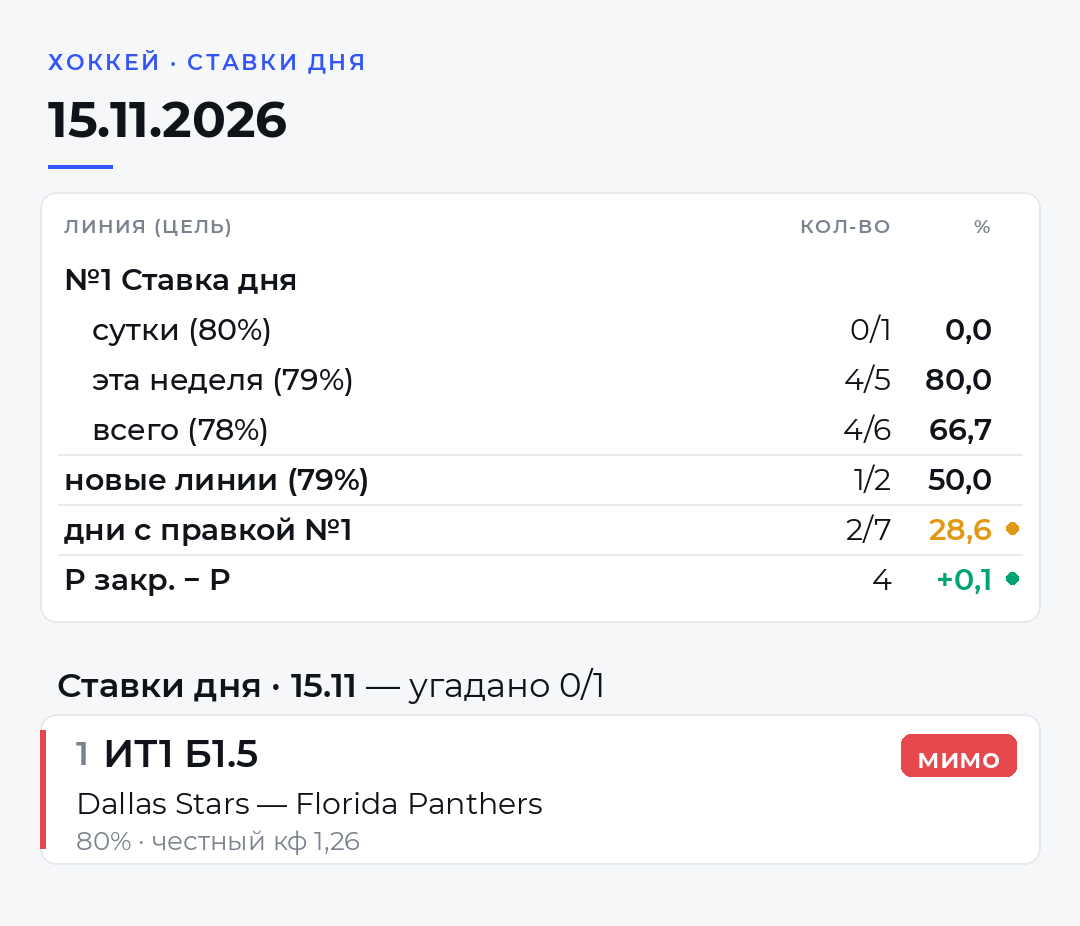 ХОККЕЙ · СТАВКИ ДНЯ
15.11.2026
ЛИНИЯ (ЦЕЛЬ) КОЛ-ВО %
№1 Ставка дня
сутки (80%) 0/1 0,0
эта неделя (79%) 4/5 80,0
всего (78%) 4/6 66,7
новые линии (79%) 1/2 50,0
дни с правкой №1 2/7 28,6
Р закр. − Р 4 +0,1
Ставки дня · 15.11 — угадано 0/1
1 ИТ1 Б1.5 мимо
Dallas Stars — Florida Panthers
80% · честный кф 1,26